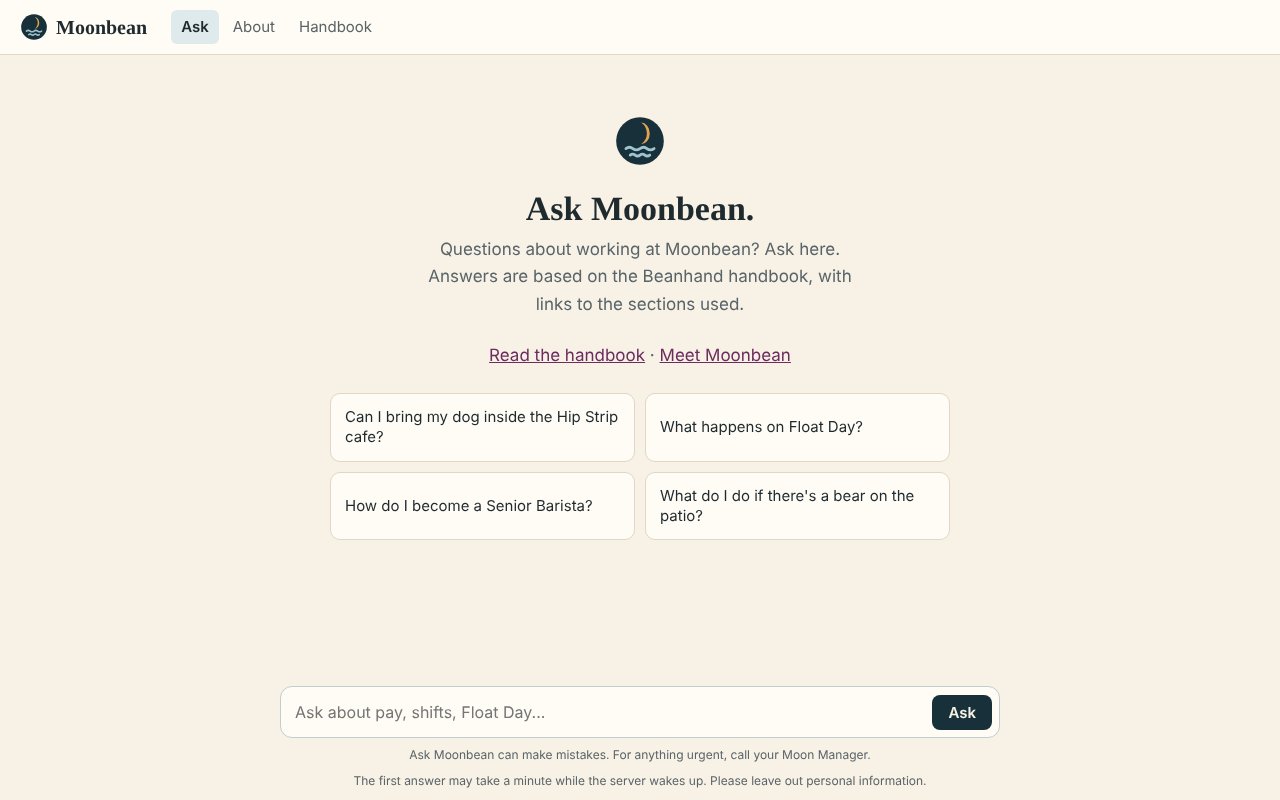 Moonbean
Ask
About
Handbook
Ask Moonbean.
Questions about working at Moonbean? Ask here.
Answers are based on the Beanhand handbook, with
links to the sections used.
Read the handbook · Meet Moonbean
Can I bring my dog inside the Hip Strip
cafe?
What happens on Float Day?
How do I become a Senior Barista?
What do I do if there's a bear on the
patio?
Ask about pay, shifts, Float Day...
Ask
Ask Moonbean can make mistakes. For anything urgent, call your Moon Manager.
The first answer may take a minute while the server wakes up. Please leave out personal information.